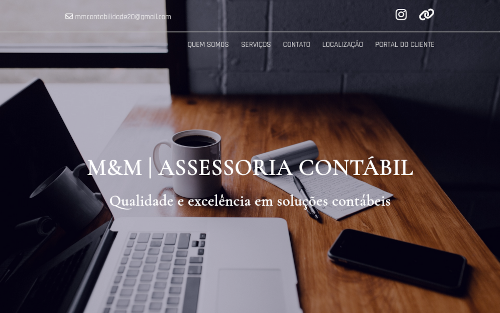 mmcontabilidade20@gmail.com
QUEM SOMOS SERVIÇOS CONTATO LOCALIZAÇÃO PORTAL DO CLIENTE
M&M | ASSESSORIA CONTÁBIL
Qualidade e excelência em soluções contábeis